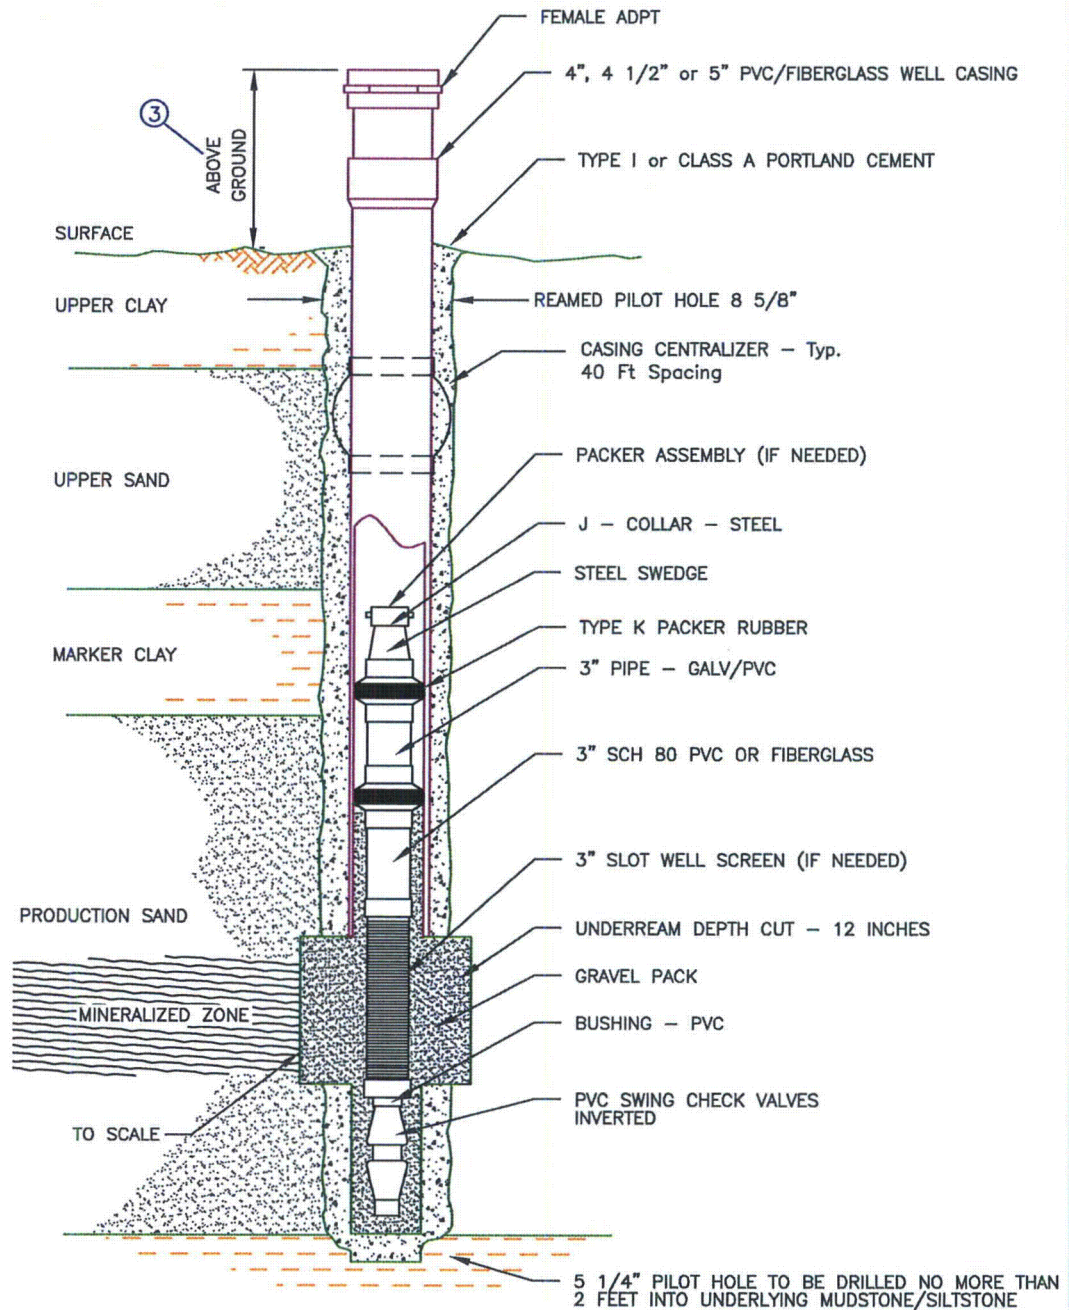 FEMALE ADPT
4", 4 1/2" or 5" PVC/FIBERGLASS WELL CASING
3
ABOVE
GROUND
TYPE I or CLASS A PORTLAND CEMENT
SURFACE
UPPER CLAY
REAMED PILOT HOLE 8 5/8"
CASING CENTRALIZER – Typ.
40 Ft Spacing
PACKER ASSEMBLY (IF NEEDED)
UPPER SAND
J – COLLAR – STEEL
STEEL SWEDGE
TYPE K PACKER RUBBER
MARKER CLAY
3" PIPE – GALV/PVC
3" SCH 80 PVC OR FIBERGLASS
3" SLOT WELL SCREEN (IF NEEDED)
PRODUCTION SAND
UNDERREAM DEPTH CUT – 12 INCHES
GRAVEL PACK
MINERALIZED ZONE
BUSHING – PVC
PVC SWING CHECK VALVES
INVERTED
TO SCALE
5 1/4" PILOT HOLE TO BE DRILLED NO MORE THAN
2 FEET INTO UNDERLYING MUDSTONE/SILTSTONE